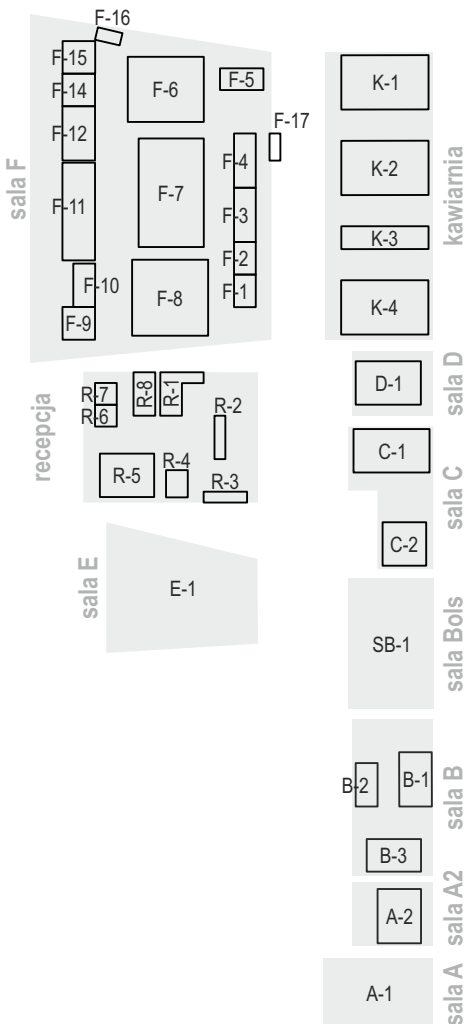 F-16
F-15
F-14
F-12
F-11
F-10
F-9
F-6
F-7
F-8
F-5
F-17
F-4
F-3
F-2
F-1
sala F
K-1
K-2
K-3
K-4
kawiarnia
D-1
sala D
R-7
R-6
R-8
R-1
R-2
R-5
R-4
R-3
recepcja
C-1
C-2
sala C
E-1
sala E
SB-1
sala Bols
B-2
B-1
B-3
sala B
A-2
sala A2
A-1
sala A